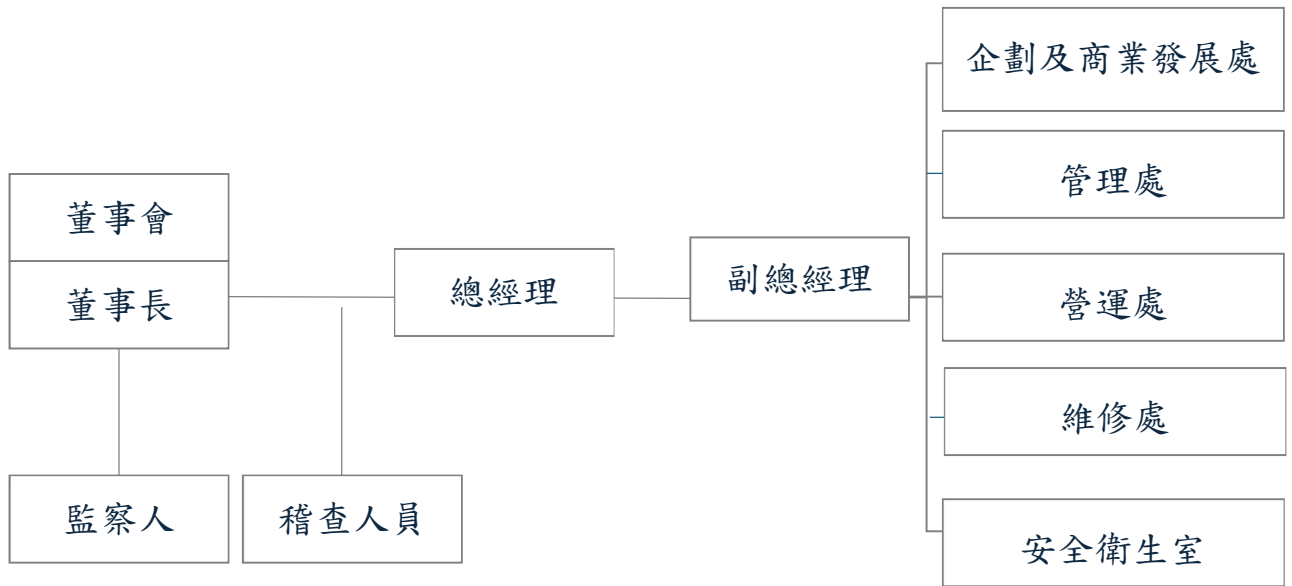 企劃及商業發展處
管理處
董事會
董事長
總經理
副總經理
營運處
維修處
監察人
稽查人員
安全衛生室